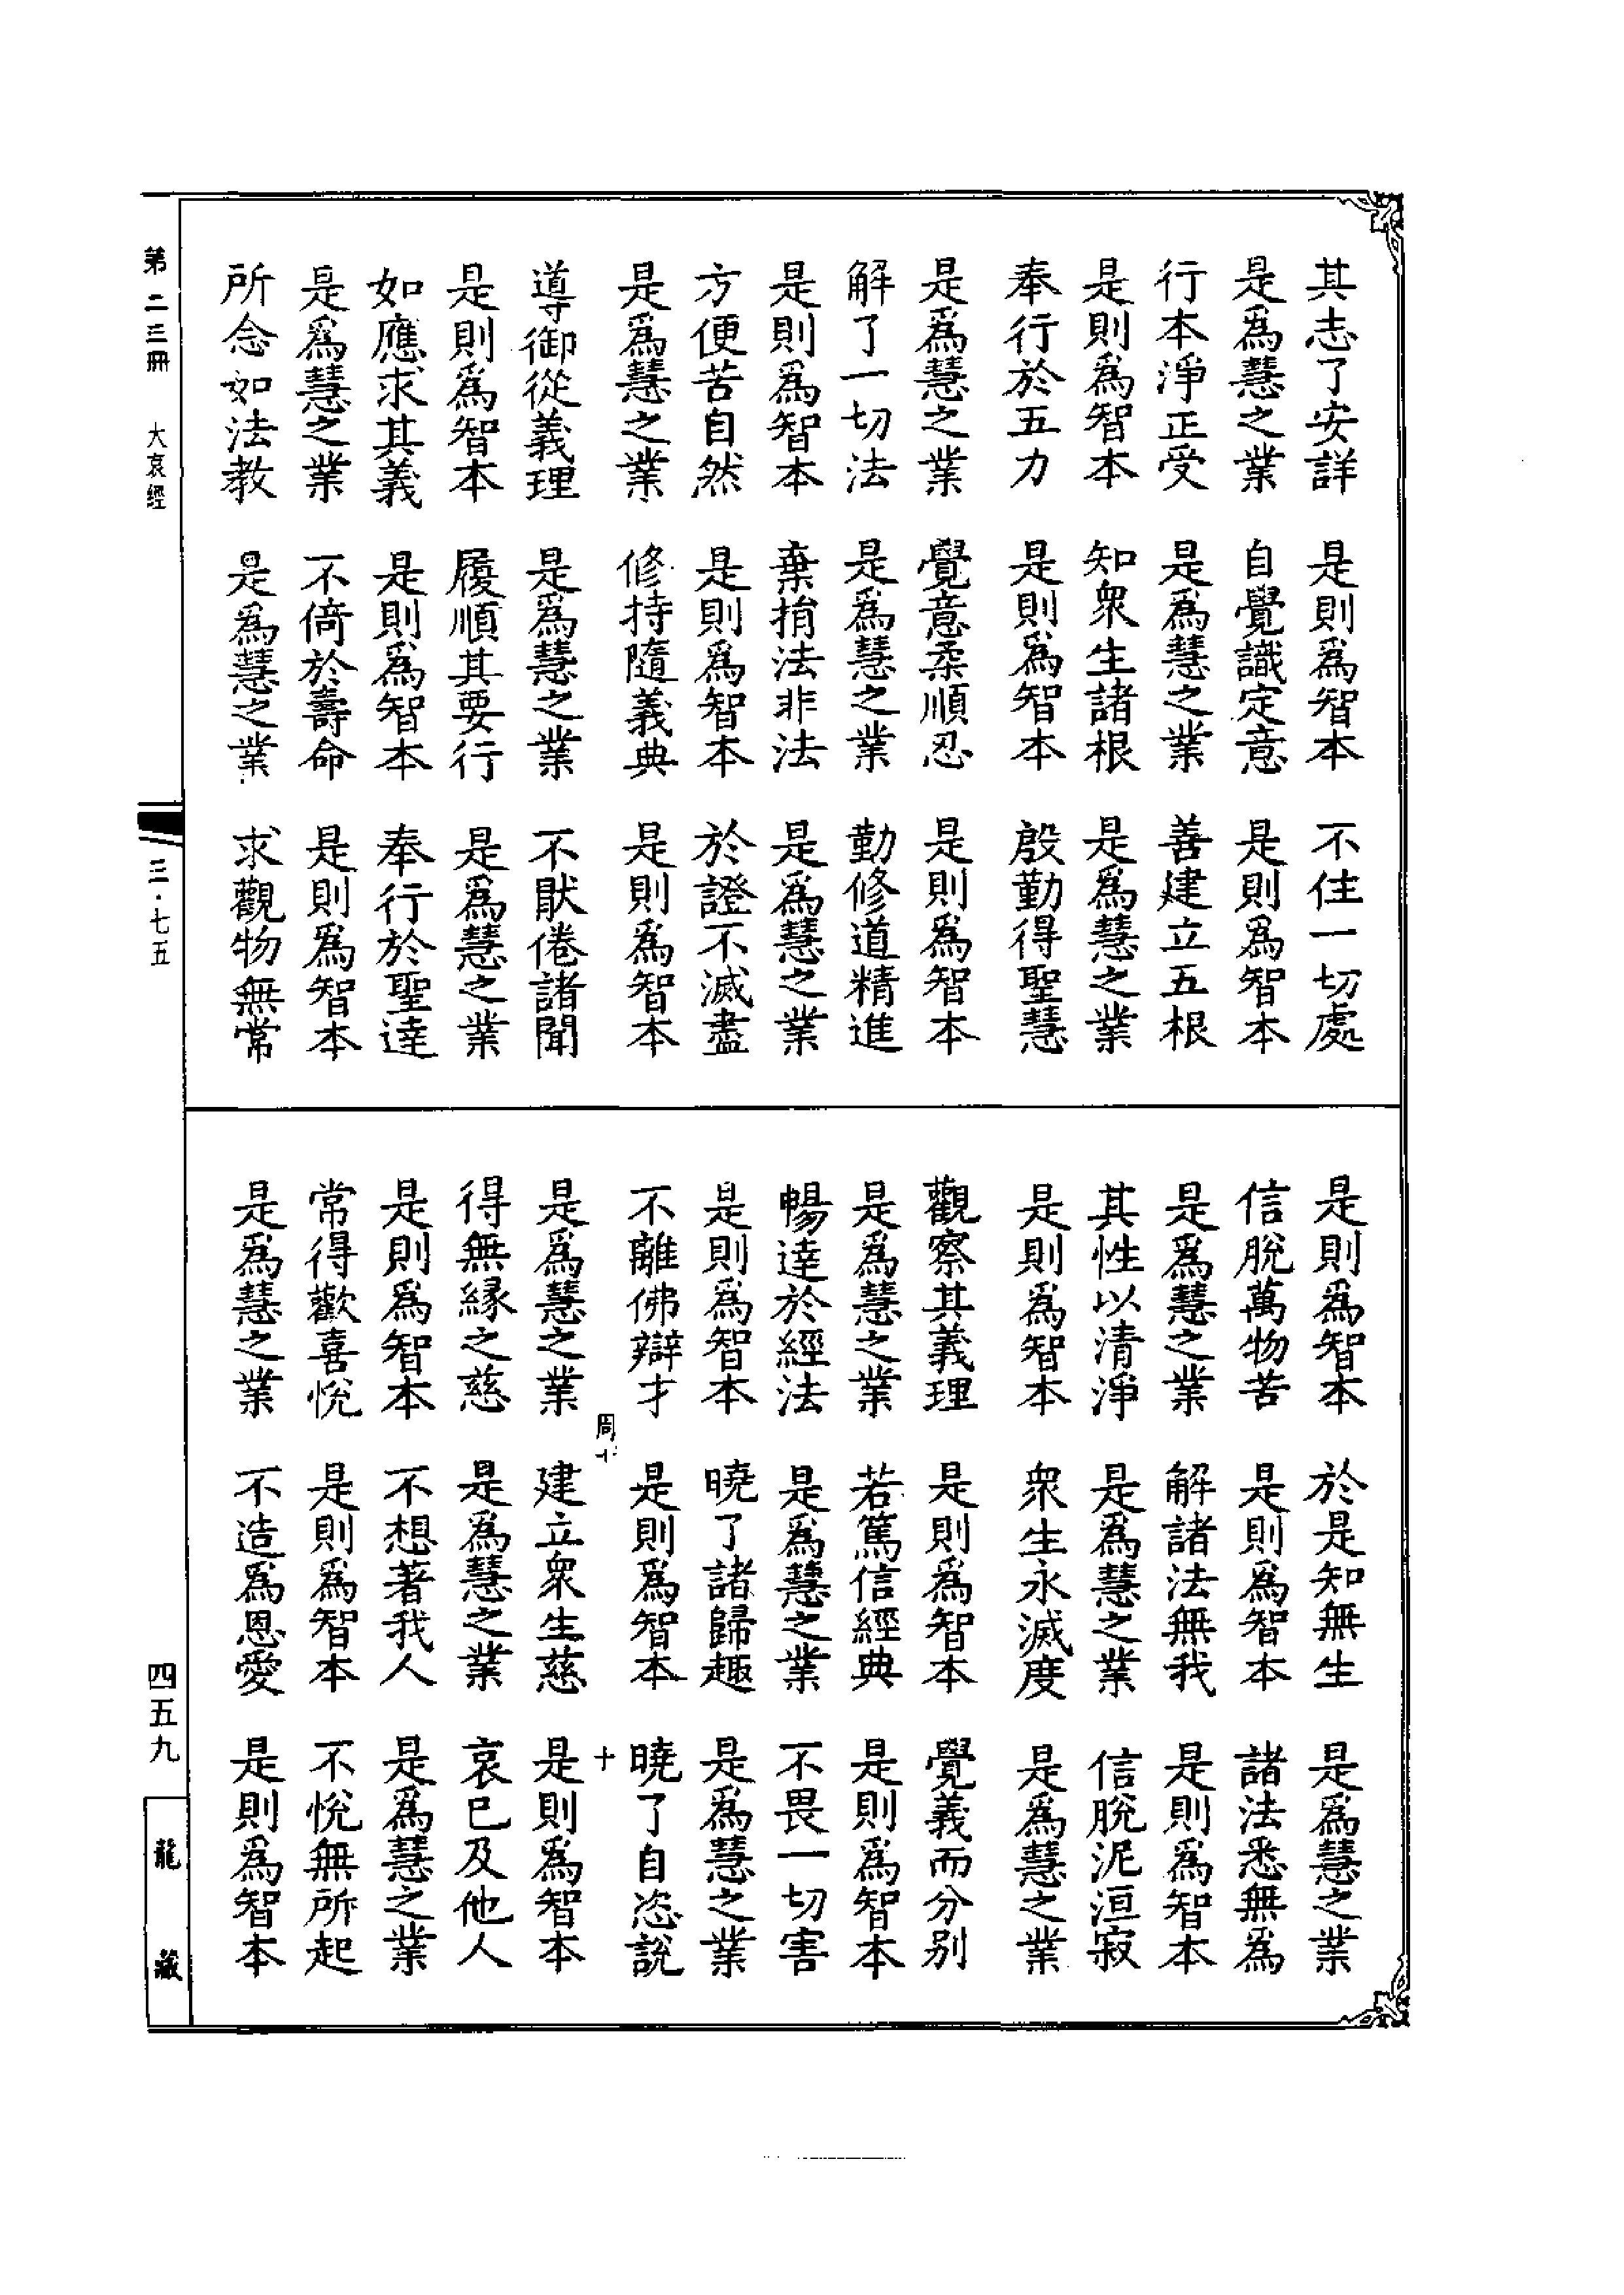 其志了安詳　是則爲智本　不住一切處
是爲慧之業　自覺識定意　是則爲智本
行本淨正受　是爲慧之業　善建立五根
是則爲智本　知衆生諸根　是爲慧之業
奉行於五力　是則爲智本　殷勤得聖慧
是爲慧之業　覺意柔順忍　是則爲智本
解了一切法　是爲慧之業　勤修道精進
是則爲智本　棄捐法非法　是爲慧之業
方便苦自然　是則爲智本　於證不滅盡
是爲慧之業　修持隨義典　是則爲智本
導御從義理　是爲慧之業　不猒倦諸聞
是則爲智本　履順其要行　是爲慧之業
如應求其義　是則爲智本　奉行於聖達
是爲慧之業　不倚於壽命　是則爲智本
所念如法教　是爲慧之業　求觀物無常
是則爲智本　於是知無生　是爲慧之業
信脫萬物苦　是則爲智本　諸法悉無爲
是爲慧之業　解諸法無我　是則爲智本
其性以清淨　是爲慧之業　信脫泥洹寂
是則爲智本　衆生永滅度　是爲慧之業
觀察其義理　是則爲智本　覺義而分別
是爲慧之業　若篤信經典　是則爲智本
暢達於經法　是爲慧之業　不畏一切害
是則爲智本　曉了諸歸趣　是爲慧之業
不離佛辯才　是則爲智本　曉了自恣說
周十　十
是爲慧之業　建立衆生慈　是則爲智本
得無緣之慈　是爲慧之業　哀已及他人
是則爲智本　不想著我人　是爲慧之業
常得歡喜悅　是則爲智本　不悅無所起
是爲慧之業　不造爲恩愛　是則爲智本
第二三冊　大哀經　三・七五　四五九　龍藏